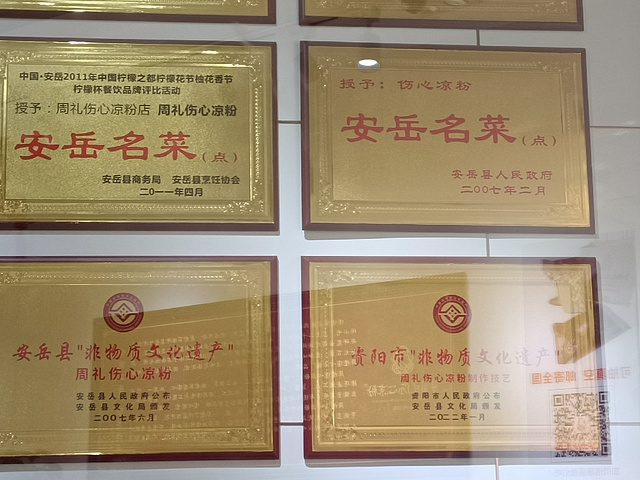 中国·安岳2011年中国柠檬之都柠檬花节柚花香节
柠檬杯餐饮品牌评比活动
授予：周礼伤心凉粉店 周礼伤心凉粉
安岳名菜（点）
安岳县商务局 安岳县烹饪协会
二〇一一年四月
授予：伤心凉粉
安岳名菜（点）
安岳县人民政府
二〇〇七年二月
安岳县"非物质文化遗产"
周礼伤心凉粉
安岳县人民政府公布
安岳县文化局颁发
二〇〇七年六月
资阳市"非物质文化遗产"
周礼伤心凉粉制作技艺
资阳市人民政府公布
安岳县文化局颁发
二〇二二年一月